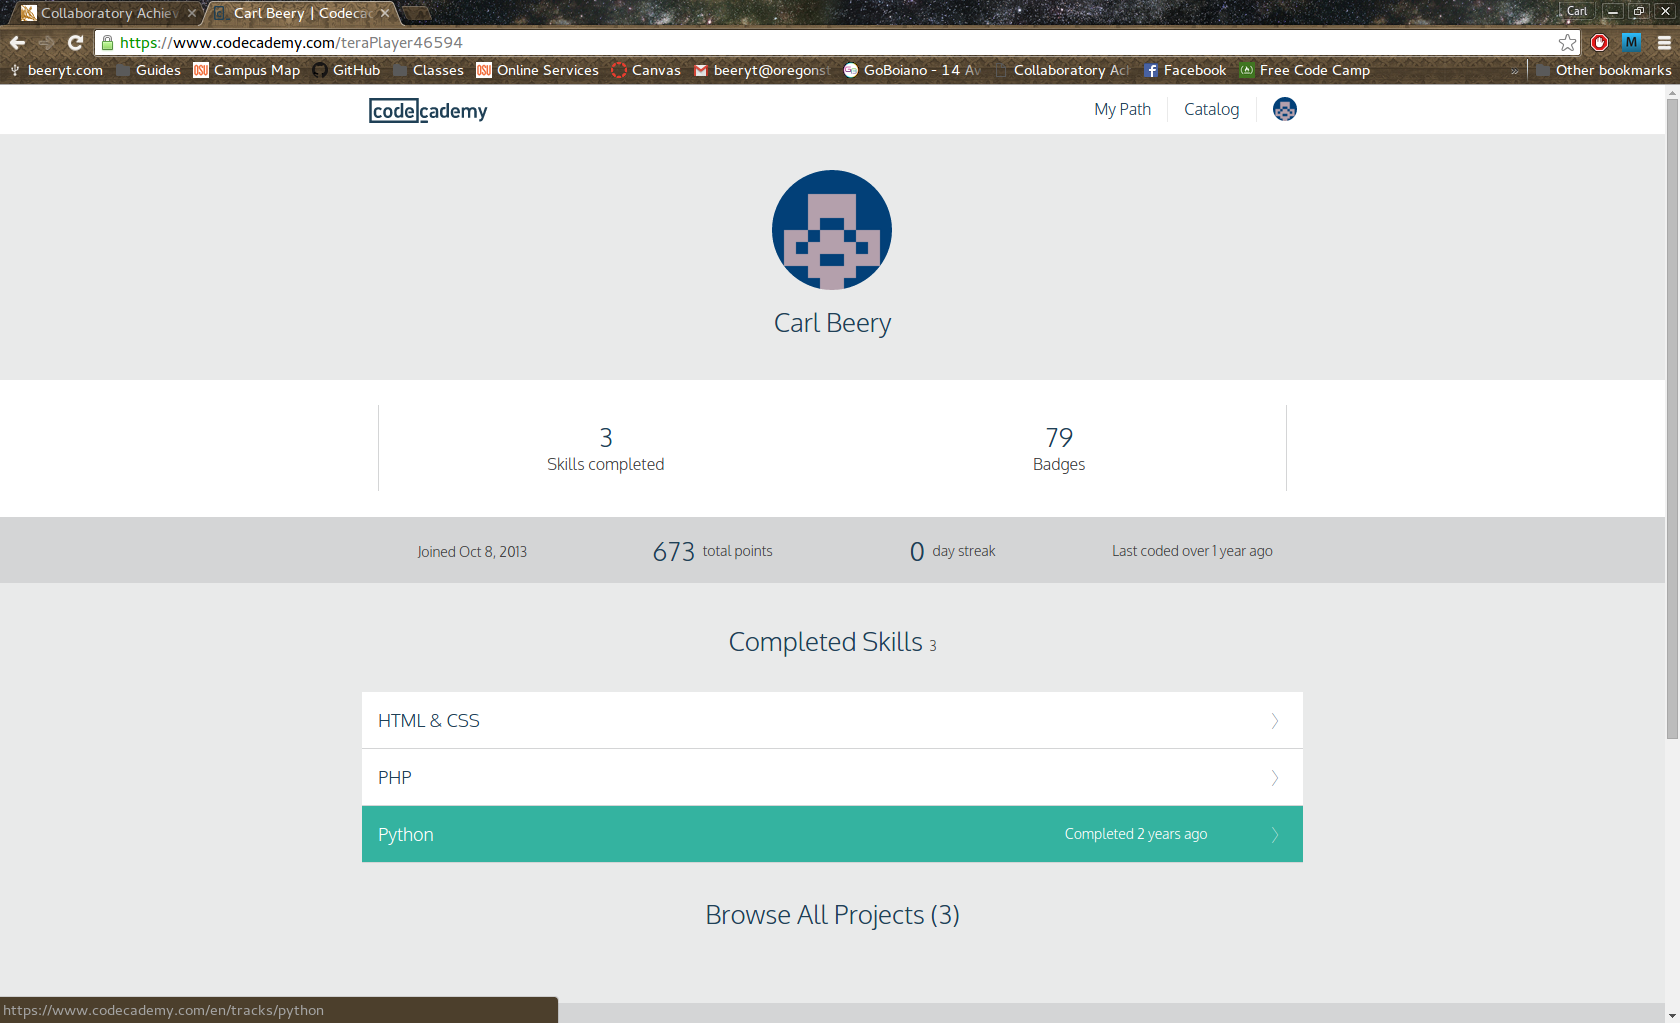 Collaboratory Achiev
Carl Beery | Codecac
Carl
https://www.codecademy.com/teraPlayer46594
M
beeryt.com Guides OSU Campus Map GitHub Classes OSU Online Services Canvas beeryt@oregonst GoBoiano - 14 Av Collaboratory Ach Facebook Free Code Camp » Other bookmarks
codecademy
My Path
Catalog
Carl Beery
3
Skills completed
79
Badges
Joined Oct 8, 2013
673 total points
0 day streak
Last coded over 1 year ago
Completed Skills 3
HTML & CSS
PHP
Python Completed 2 years ago
Browse All Projects (3)
https://www.codecademy.com/en/tracks/python